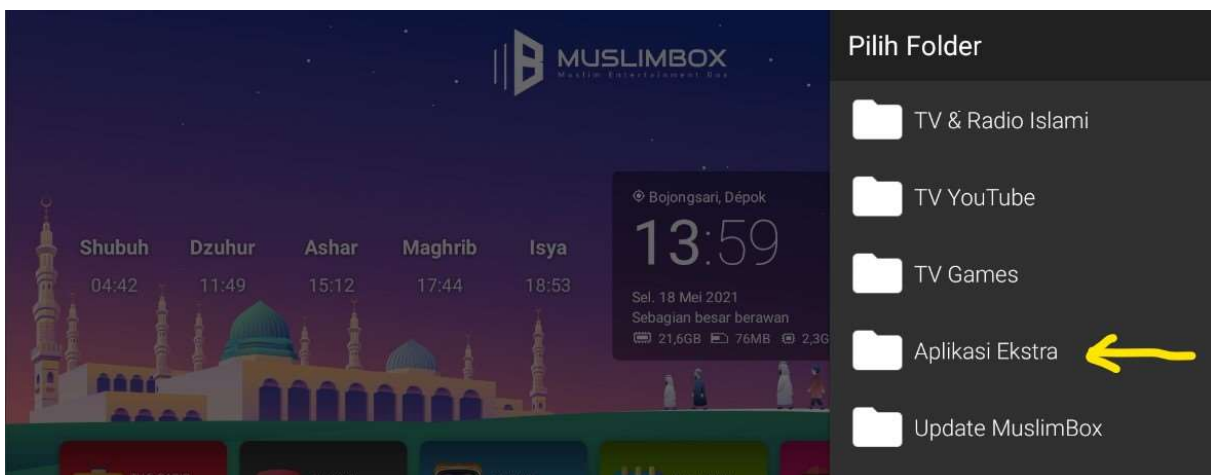 MUSLIMBOX
Muslim Entertainment Box
Bojongsari, Depok
13:59
Shubuh Dzuhur Ashar Maghrib Isya
04:42 11:49 15:12 17:44 18:53
Sel. 18 Mei 2021
Sebagian besar berawan
21,6GB 76MB 2,3G
Pilih Folder
TV & Radio Islami
TV YouTube
TV Games
Aplikasi Ekstra
Update MuslimBox